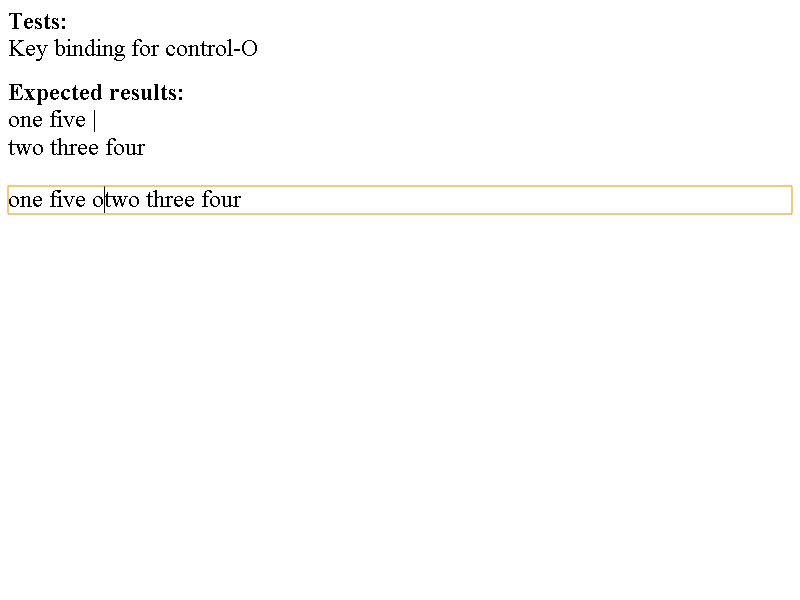 Tests:
Key binding for control-O
Expected results:
one five |
two three four
one five otwo three four